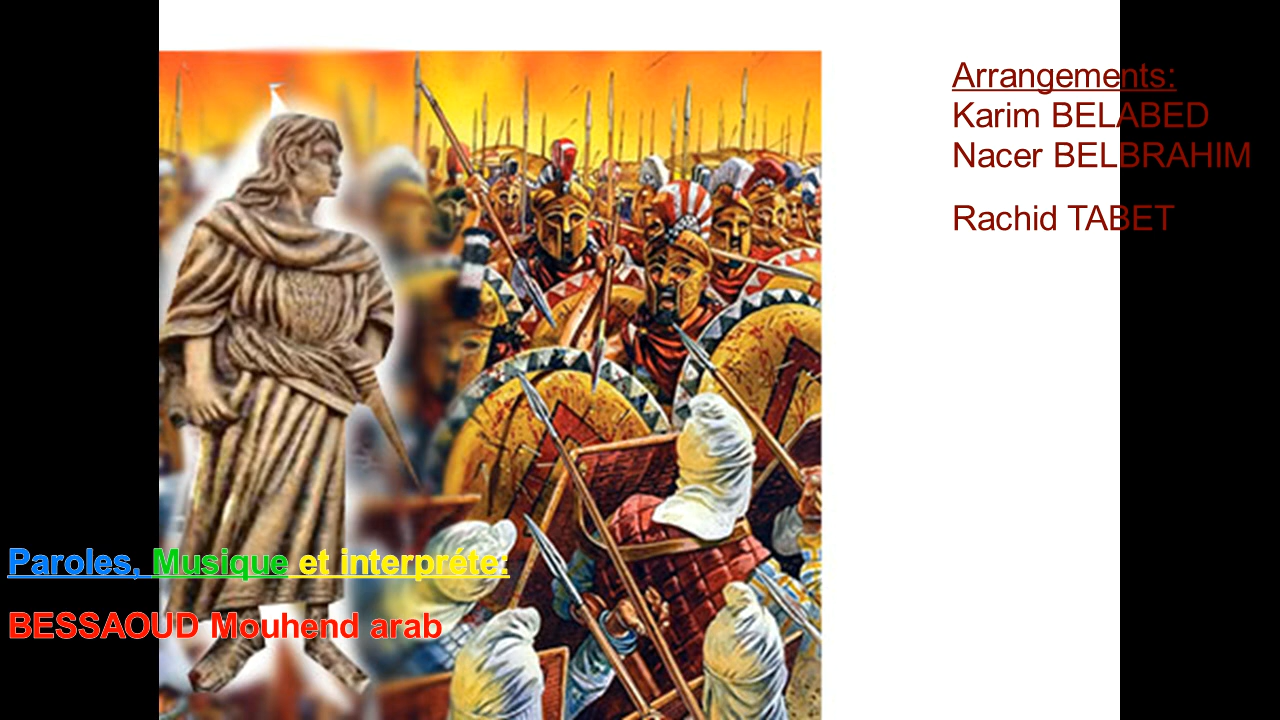 Arrangements:
Karim BELABED
Nacer BELBRAHIM
Rachid TABET
Paroles, Musique et interpréte:
BESSAOUD Mouhend arab